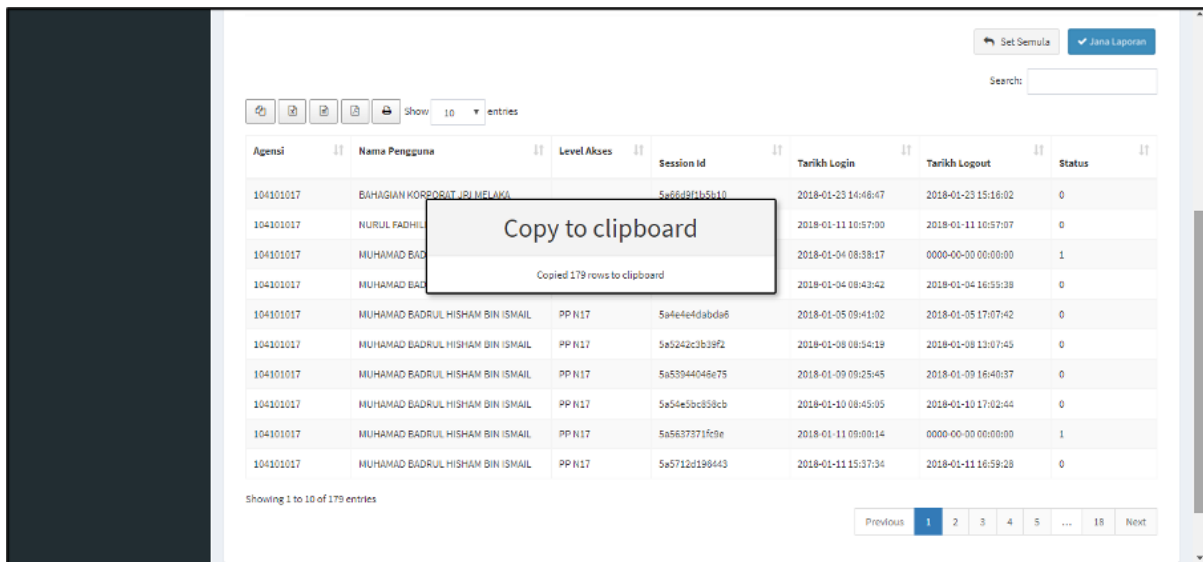 Set Semula Jana Laporan
Search:
Show 10 entries
Agensi Nama Pengguna Level Akses Session Id Tarikh Login Tarikh Logout Status
104101017 BAHAGIAN KORPORAT JPJ MELAKA 5a66d9f1b5b10 2018-01-23 14:46:47 2018-01-23 15:16:02 0
104101017 NURUL FADHIL 2018-01-11 10:57:00 2018-01-11 10:57:07 0
Copy to clipboard
104101017 MUHAMAD BAD 2018-01-04 08:38:17 0000-00-00 00:00:00 1
Copied 179 rows to clipboard
104101017 MUHAMAD BAD 2018-01-04 08:43:42 2018-01-04 16:55:38 0
104101017 MUHAMAD BADRUL HISHAM BIN ISMAIL PP N17 5a4e4e4dabda6 2018-01-05 09:41:02 2018-01-05 17:07:42 0
104101017 MUHAMAD BADRUL HISHAM BIN ISMAIL PP N17 5a5242c3b39f2 2018-01-08 08:54:19 2018-01-08 13:07:45 0
104101017 MUHAMAD BADRUL HISHAM BIN ISMAIL PP N17 5a53944046e75 2018-01-09 09:25:45 2018-01-09 16:40:37 0
104101017 MUHAMAD BADRUL HISHAM BIN ISMAIL PP N17 5a54e5bc858cb 2018-01-10 08:45:05 2018-01-10 17:02:44 0
104101017 MUHAMAD BADRUL HISHAM BIN ISMAIL PP N17 5a5637371fc9e 2018-01-11 09:00:14 0000-00-00 00:00:00 1
104101017 MUHAMAD BADRUL HISHAM BIN ISMAIL PP N17 5a5712d196443 2018-01-11 15:37:34 2018-01-11 16:59:28 0
Showing 1 to 10 of 179 entries
Previous 1 2 3 4 5 ... 18 Next